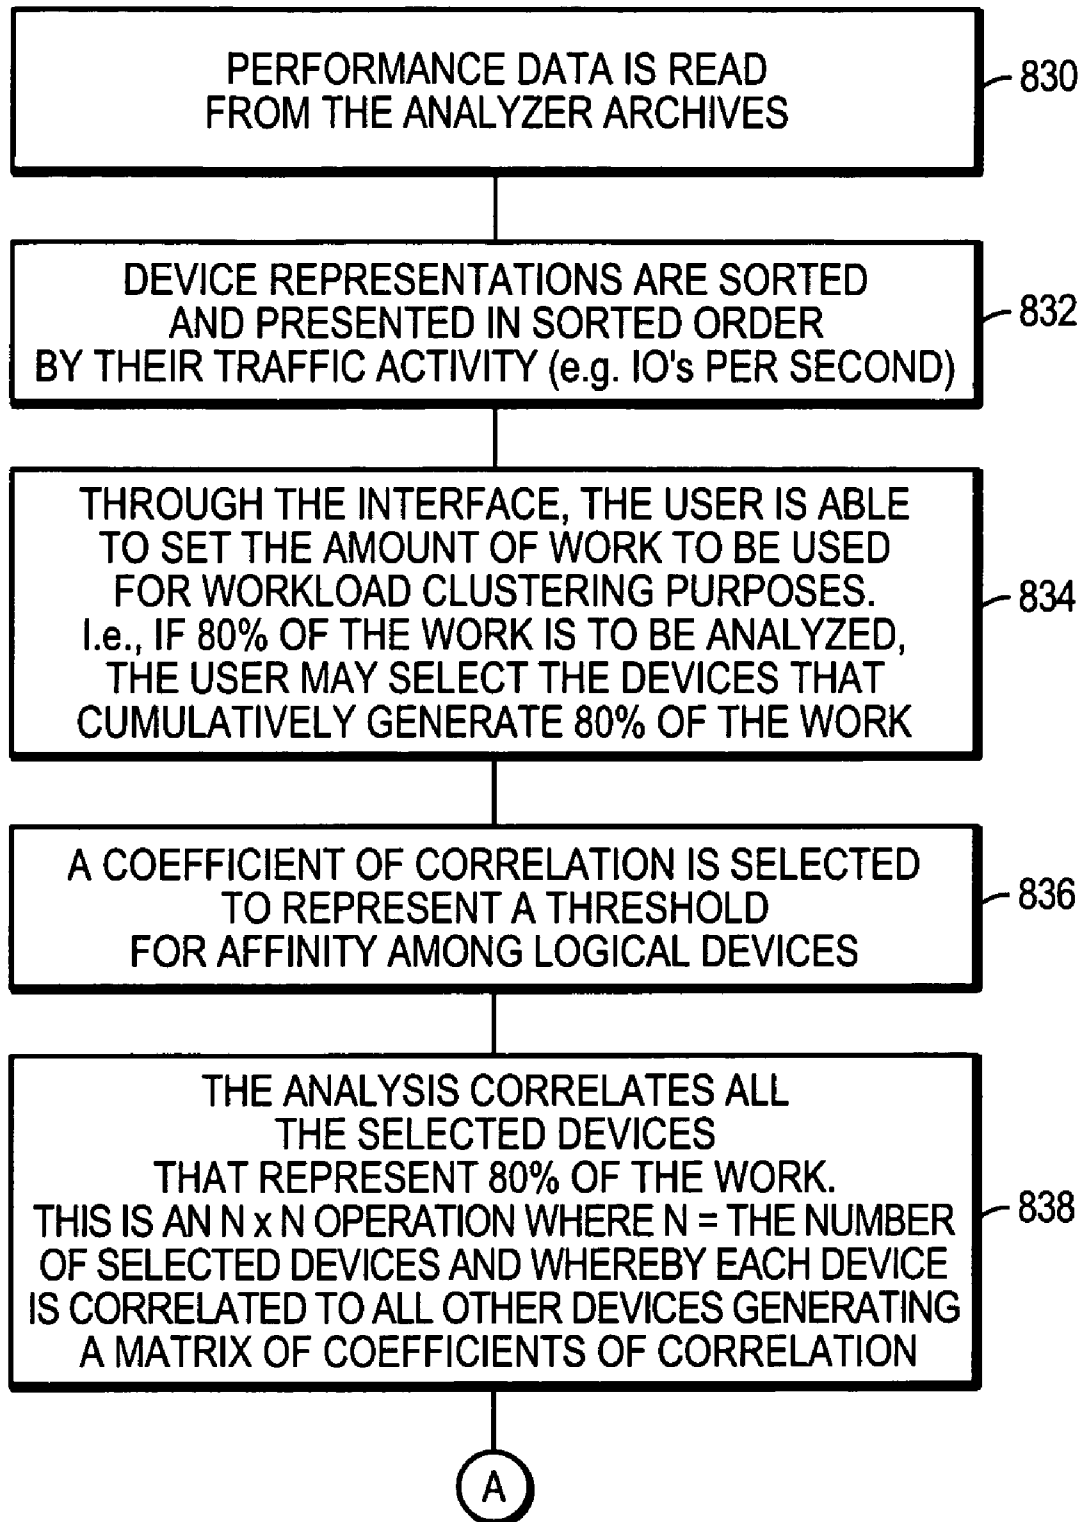 PERFORMANCE DATA IS READ
FROM THE ANALYZER ARCHIVES
830
DEVICE REPRESENTATIONS ARE SORTED
AND PRESENTED IN SORTED ORDER
BY THEIR TRAFFIC ACTIVITY (e.g. IO's PER SECOND)
832
THROUGH THE INTERFACE, THE USER IS ABLE
TO SET THE AMOUNT OF WORK TO BE USED
FOR WORKLOAD CLUSTERING PURPOSES.
I.e., IF 80% OF THE WORK IS TO BE ANALYZED,
THE USER MAY SELECT THE DEVICES THAT
CUMULATIVELY GENERATE 80% OF THE WORK
834
A COEFFICIENT OF CORRELATION IS SELECTED
TO REPRESENT A THRESHOLD
FOR AFFINITY AMONG LOGICAL DEVICES
836
THE ANALYSIS CORRELATES ALL
THE SELECTED DEVICES
THAT REPRESENT 80% OF THE WORK.
THIS IS AN N x N OPERATION WHERE N = THE NUMBER
OF SELECTED DEVICES AND WHEREBY EACH DEVICE
IS CORRELATED TO ALL OTHER DEVICES GENERATING
A MATRIX OF COEFFICIENTS OF CORRELATION
838
A